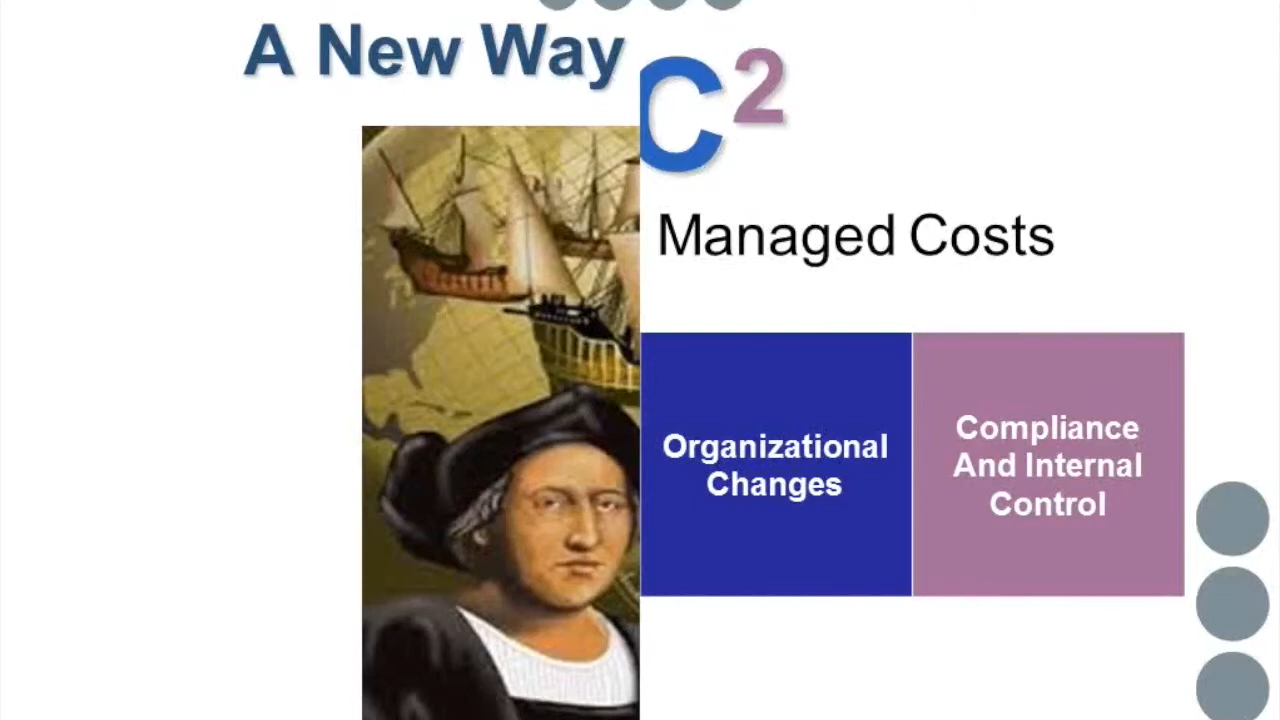 A New Way
C²
Managed Costs
Organizational
Changes
Compliance
And Internal
Control